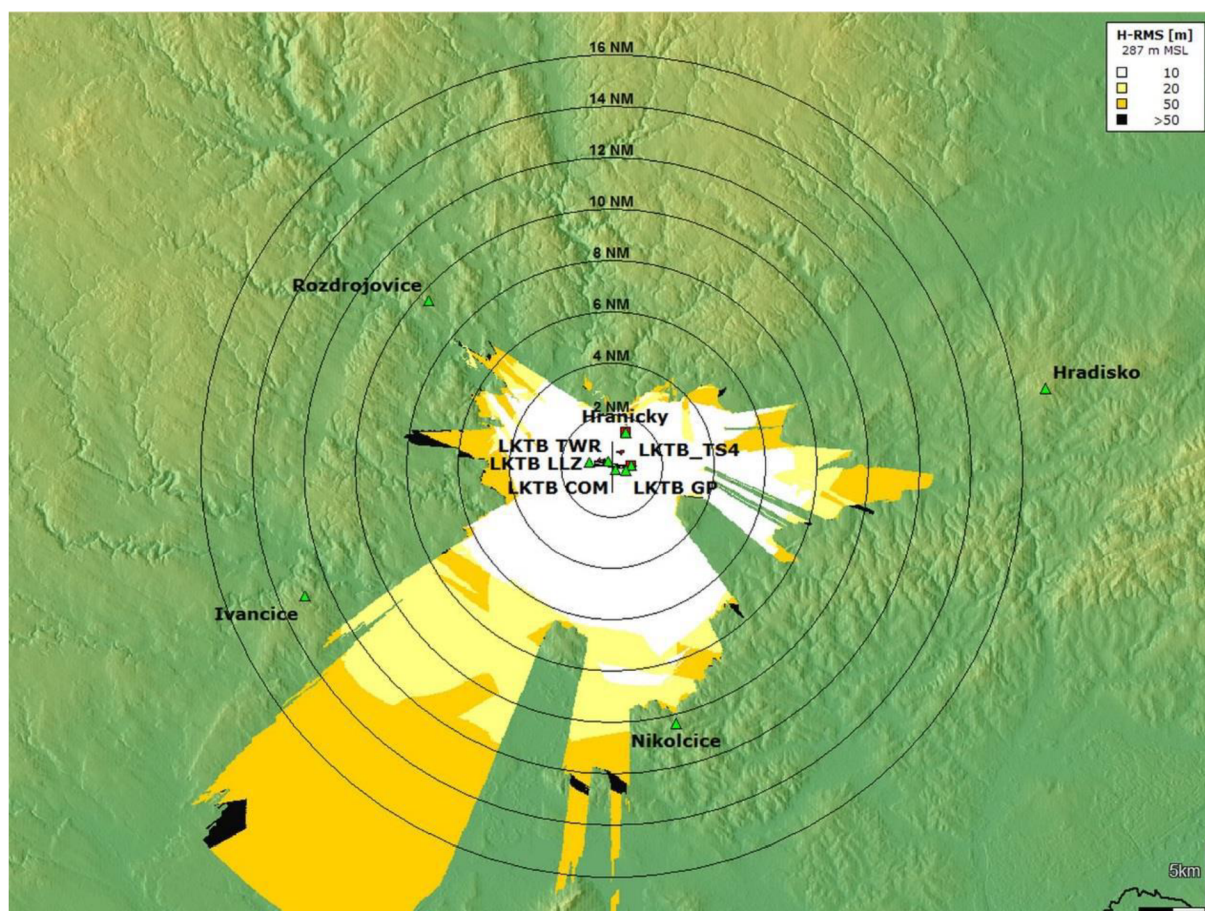 H-RMS [m]
287 m MSL
10
20
50
>50
16 NM
14 NM
12 NM
10 NM
8 NM
6 NM
4 NM
2 NM
Rozdrojovice
Hradisko
Hranicky
LKTB TWR
LKTB_TS4
LKTB LLZ
LKTB COM
LKTB GP
Ivancice
Nikolcice
5km